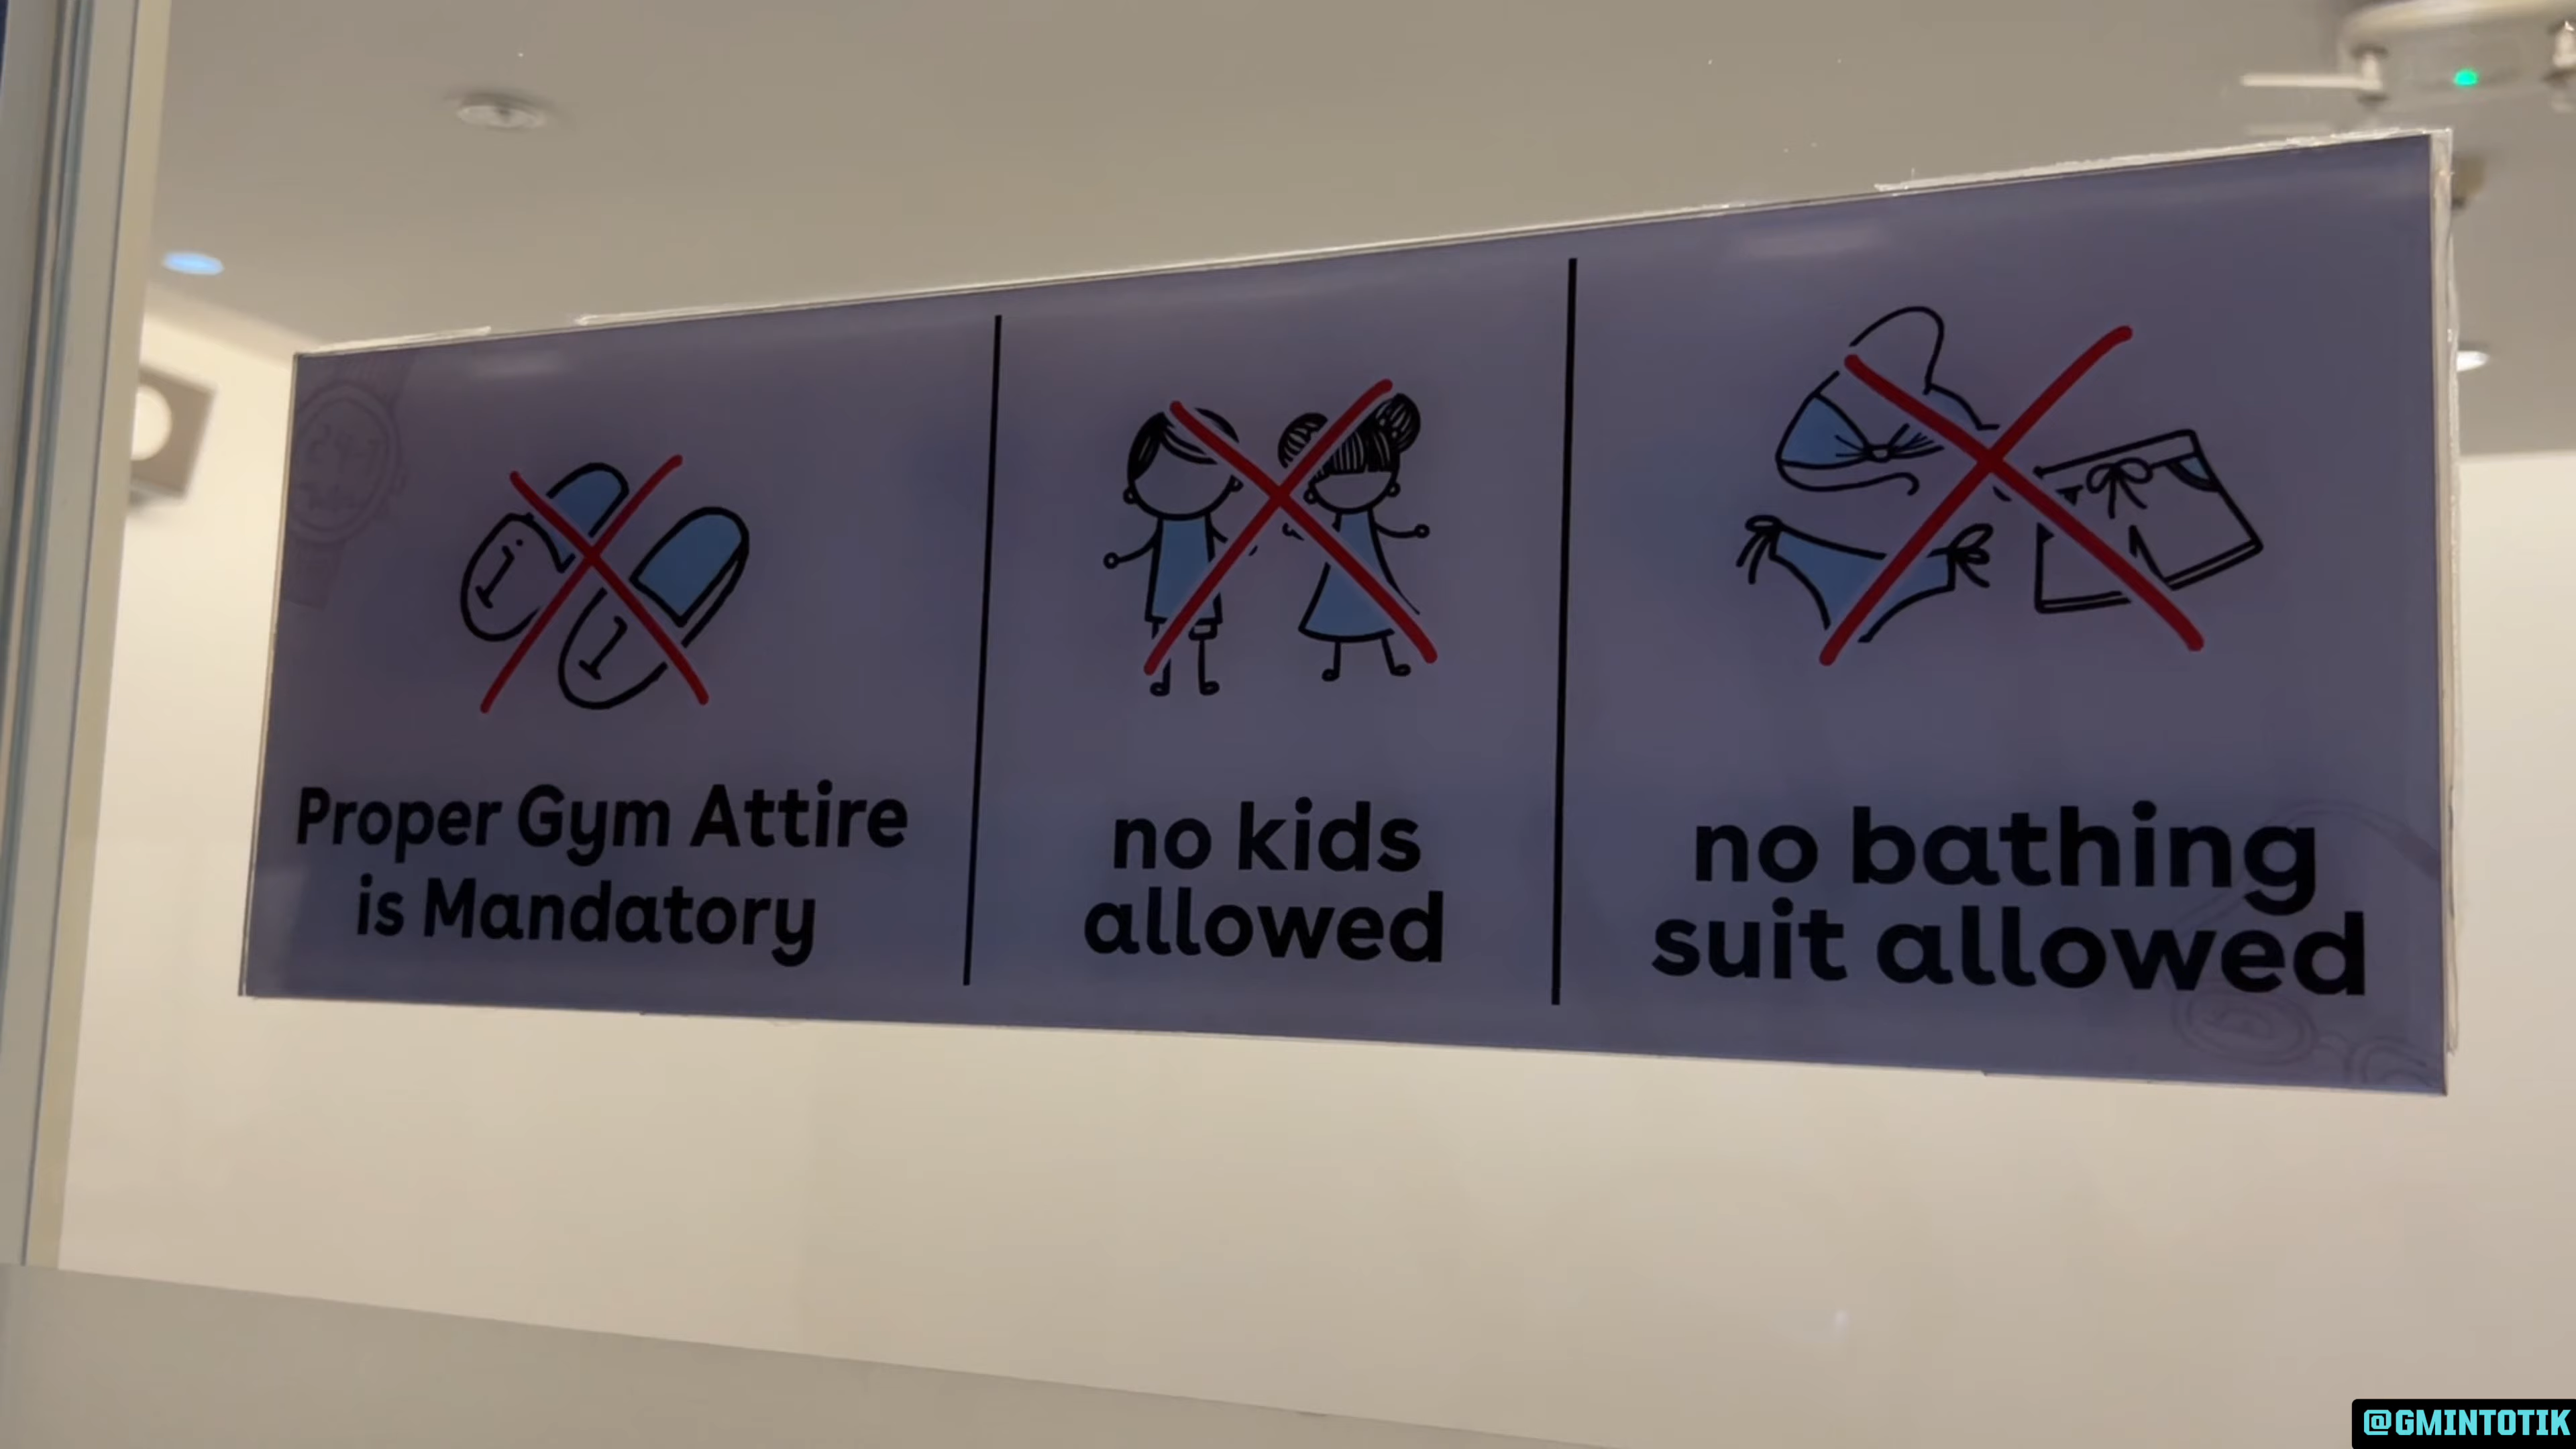 Proper Gym Attire
is Mandatory
no kids
allowed
no bathing
suit allowed
@GMINTOTIK